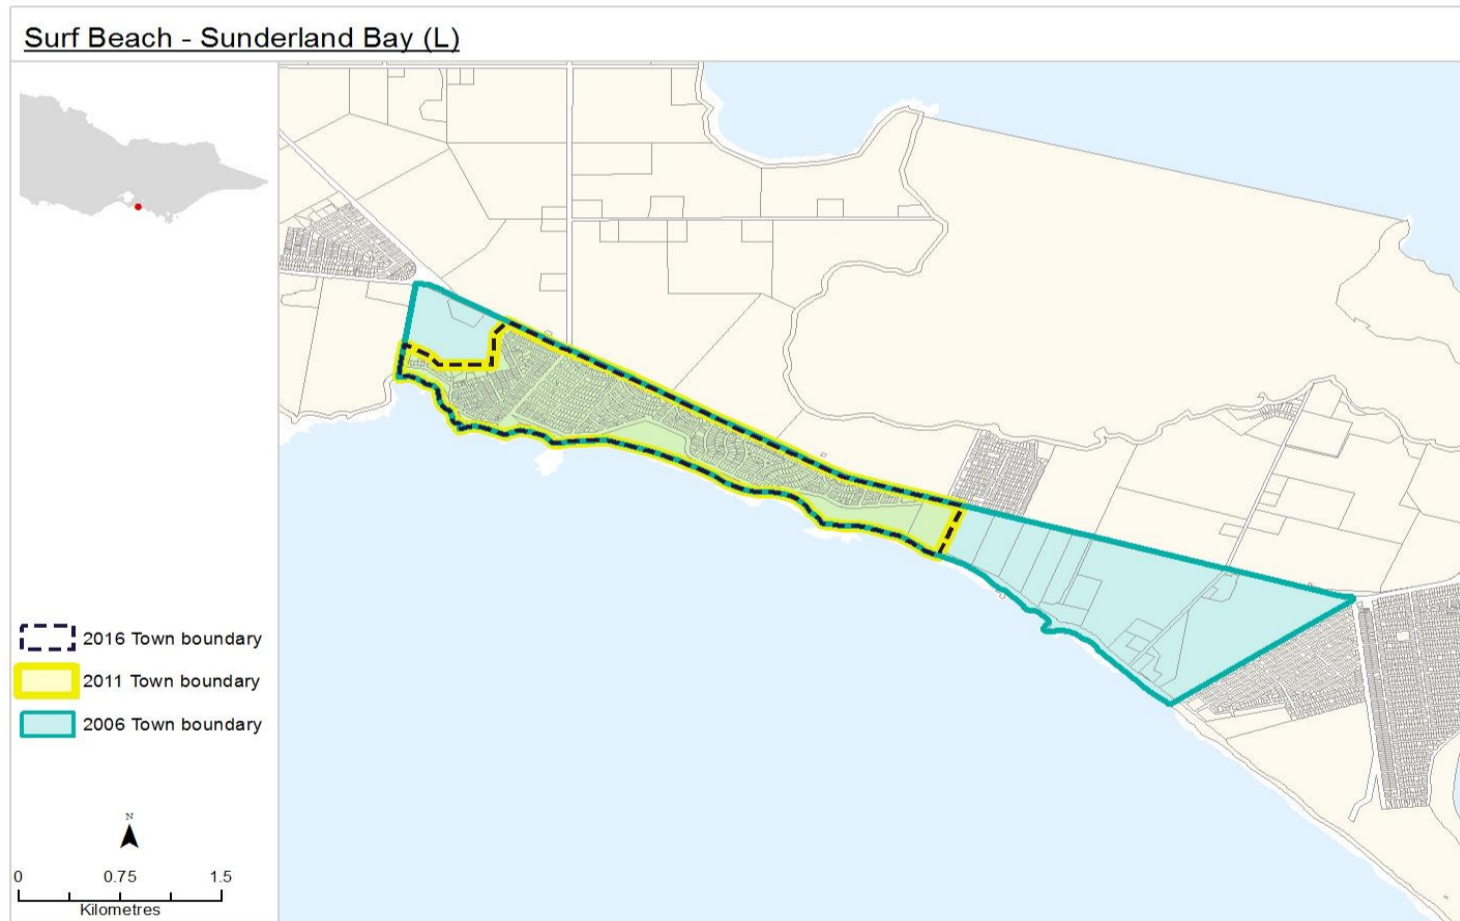 Surf Beach - Sunderland Bay (L)
2016 Town boundary
2011 Town boundary
2006 Town boundary
N
0 0.75 1.5
Kilometres